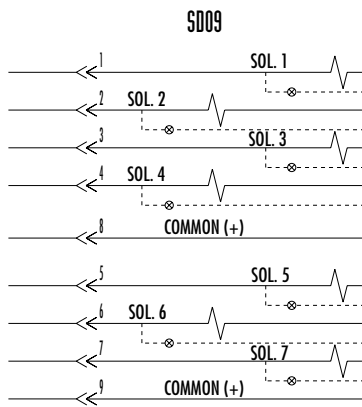 SD09
1 SOL. 1
2 SOL. 2
3 SOL. 3
4 SOL. 4
8 COMMON (+)
5 SOL. 5
6 SOL. 6
7 SOL. 7
9 COMMON (+)